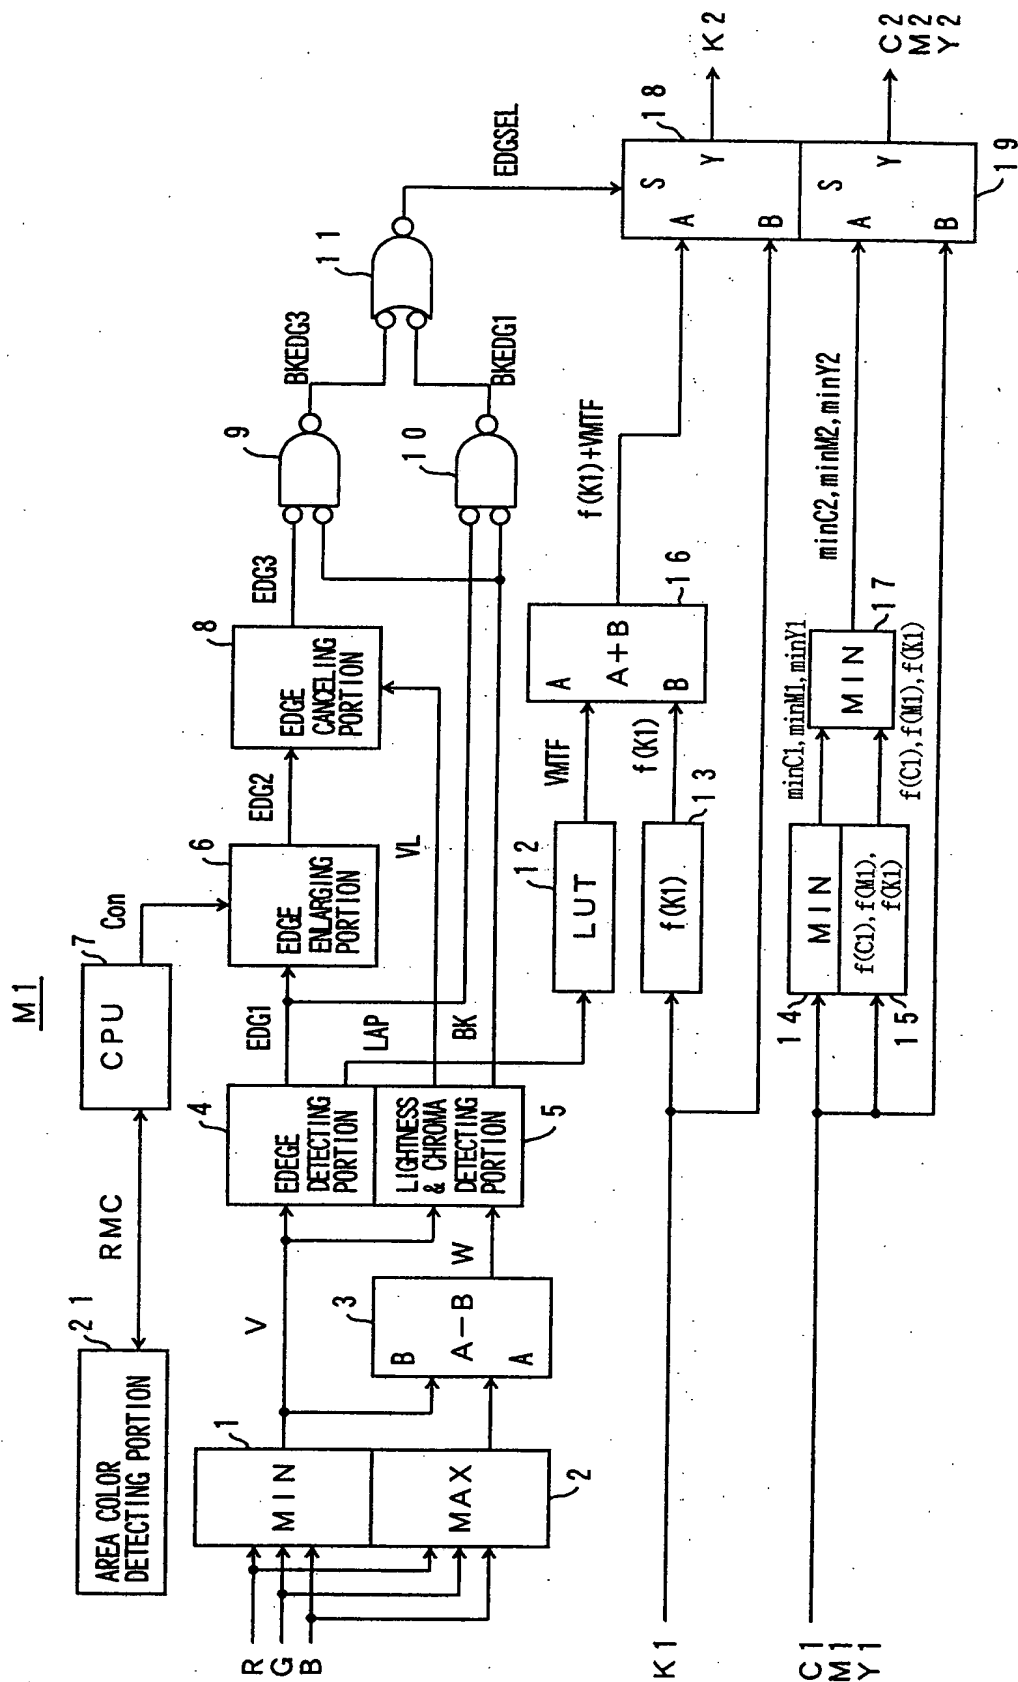 M1
AREA COLOR
DETECTING PORTION
21
RMC
CPU
7
Con
R
G
B
MIN
1
MAX
2
V
B
A−B
A
3
W
EDEGE
DETECTING
PORTION
4
LIGHTNESS
& CHROMA
DETECTING
PORTION
5
EDG1
LAP
VL
BK
EDGE
ENLARGING
PORTION
6
EDG2
EDGE
CANCELING
PORTION
8
EDG3
9
10
BKEDG3
BKEDG1
11
EDGSEL
LUT
12
VMTF
K1
f(K1)
13
f(K1)
A
A+B
B
16
f(K1)+VMTF
C1
M1
Y1
MIN
14
f(C1),f(M1),
f(K1)
15
minC1,minM1,minY1
f(C1),f(M1),f(K1)
MIN
17
minC2,minM2,minY2
S
A
Y
B
18
K2
S
A
Y
B
19
C2
M2
Y2